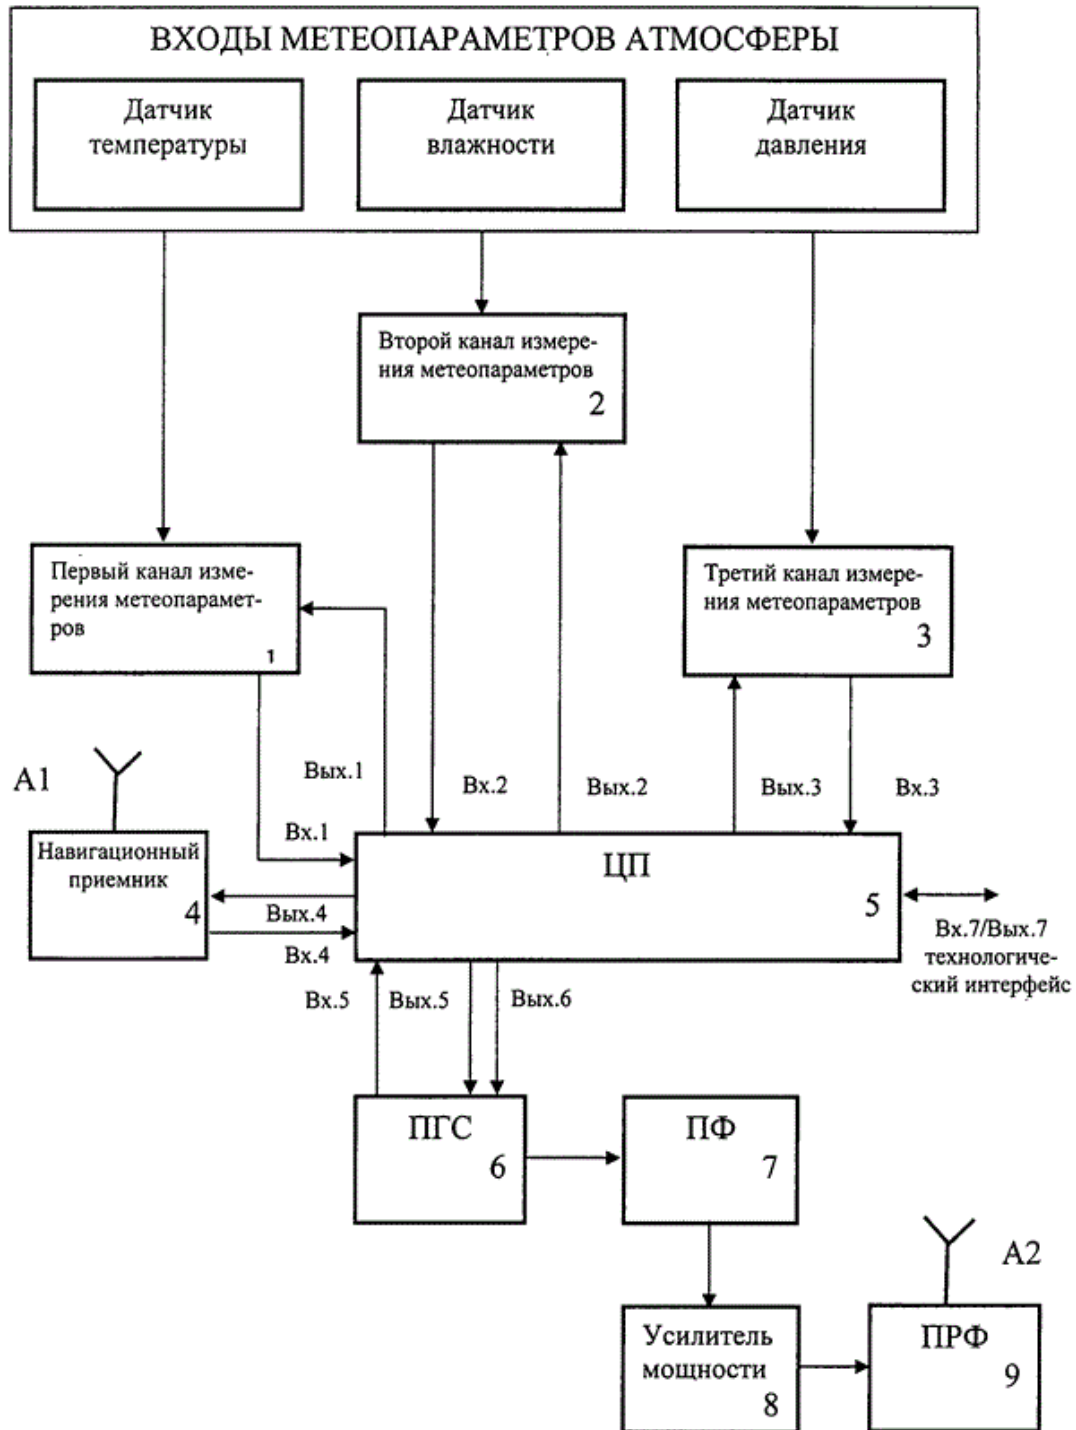 ВХОДЫ МЕТЕОПАРАМЕТРОВ АТМОСФЕРЫ
Датчик
температуры
Датчик
влажности
Датчик
давления
Второй канал измере-
ния метеопараметров
2
Первый канал изме-
рения метеопарамет-
ров
1
Третий канал измере-
ния метеопараметров
3
А1
Вых.1
Вх.2
Вых.2
Вых.3
Вх.3
Вх.1
Навигационный
приемник
4
Вых.4
Вх.4
ЦП
5
Вх.7/Вых.7
технологиче-
ский интерфейс
Вх.5
Вых.5
Вых.6
ПГС
6
ПФ
7
А2
Усилитель
мощности
8
ПРФ
9